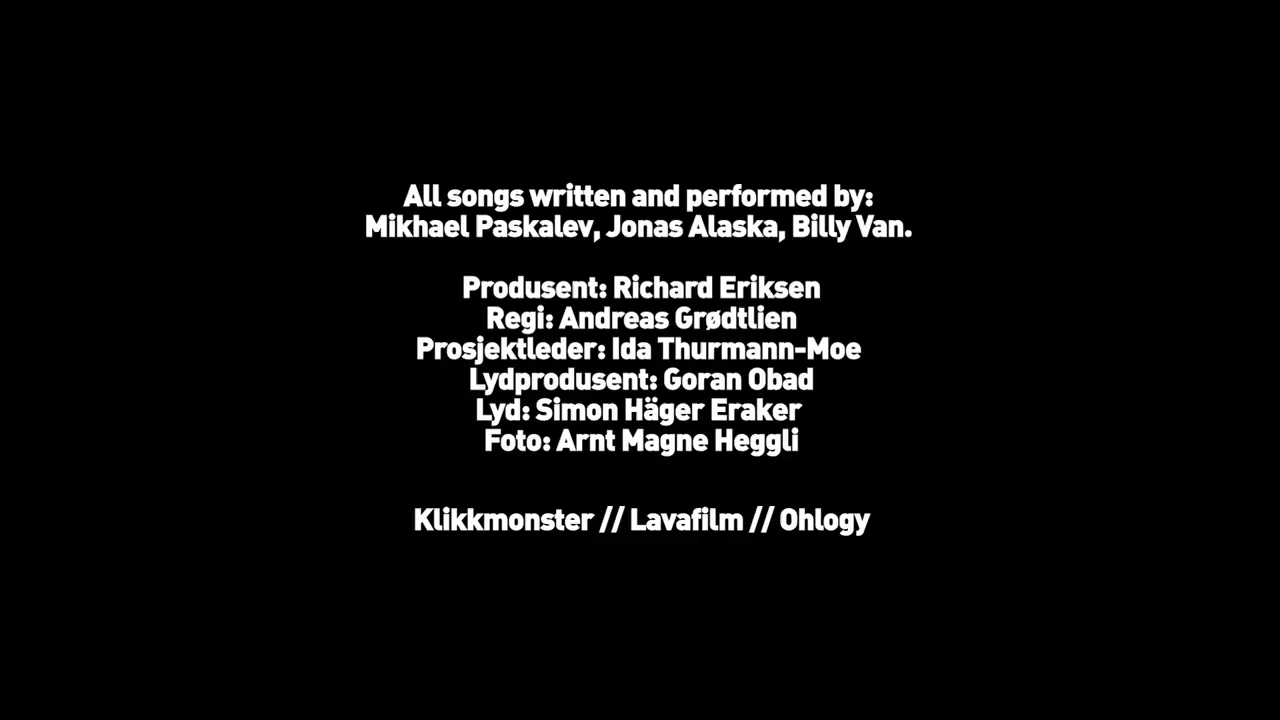 All songs written and performed by:
Mikhael Paskalev, Jonas Alaska, Billy Van.
Produsent: Richard Eriksen
Regi: Andreas Grødtlien
Prosjektleder: Ida Thurmann-Moe
Lydprodusent: Goran Obad
Lyd: Simon Häger Eraker
Foto: Arnt Magne Heggli
Klikkmonster // Lavafilm // Ohlogy